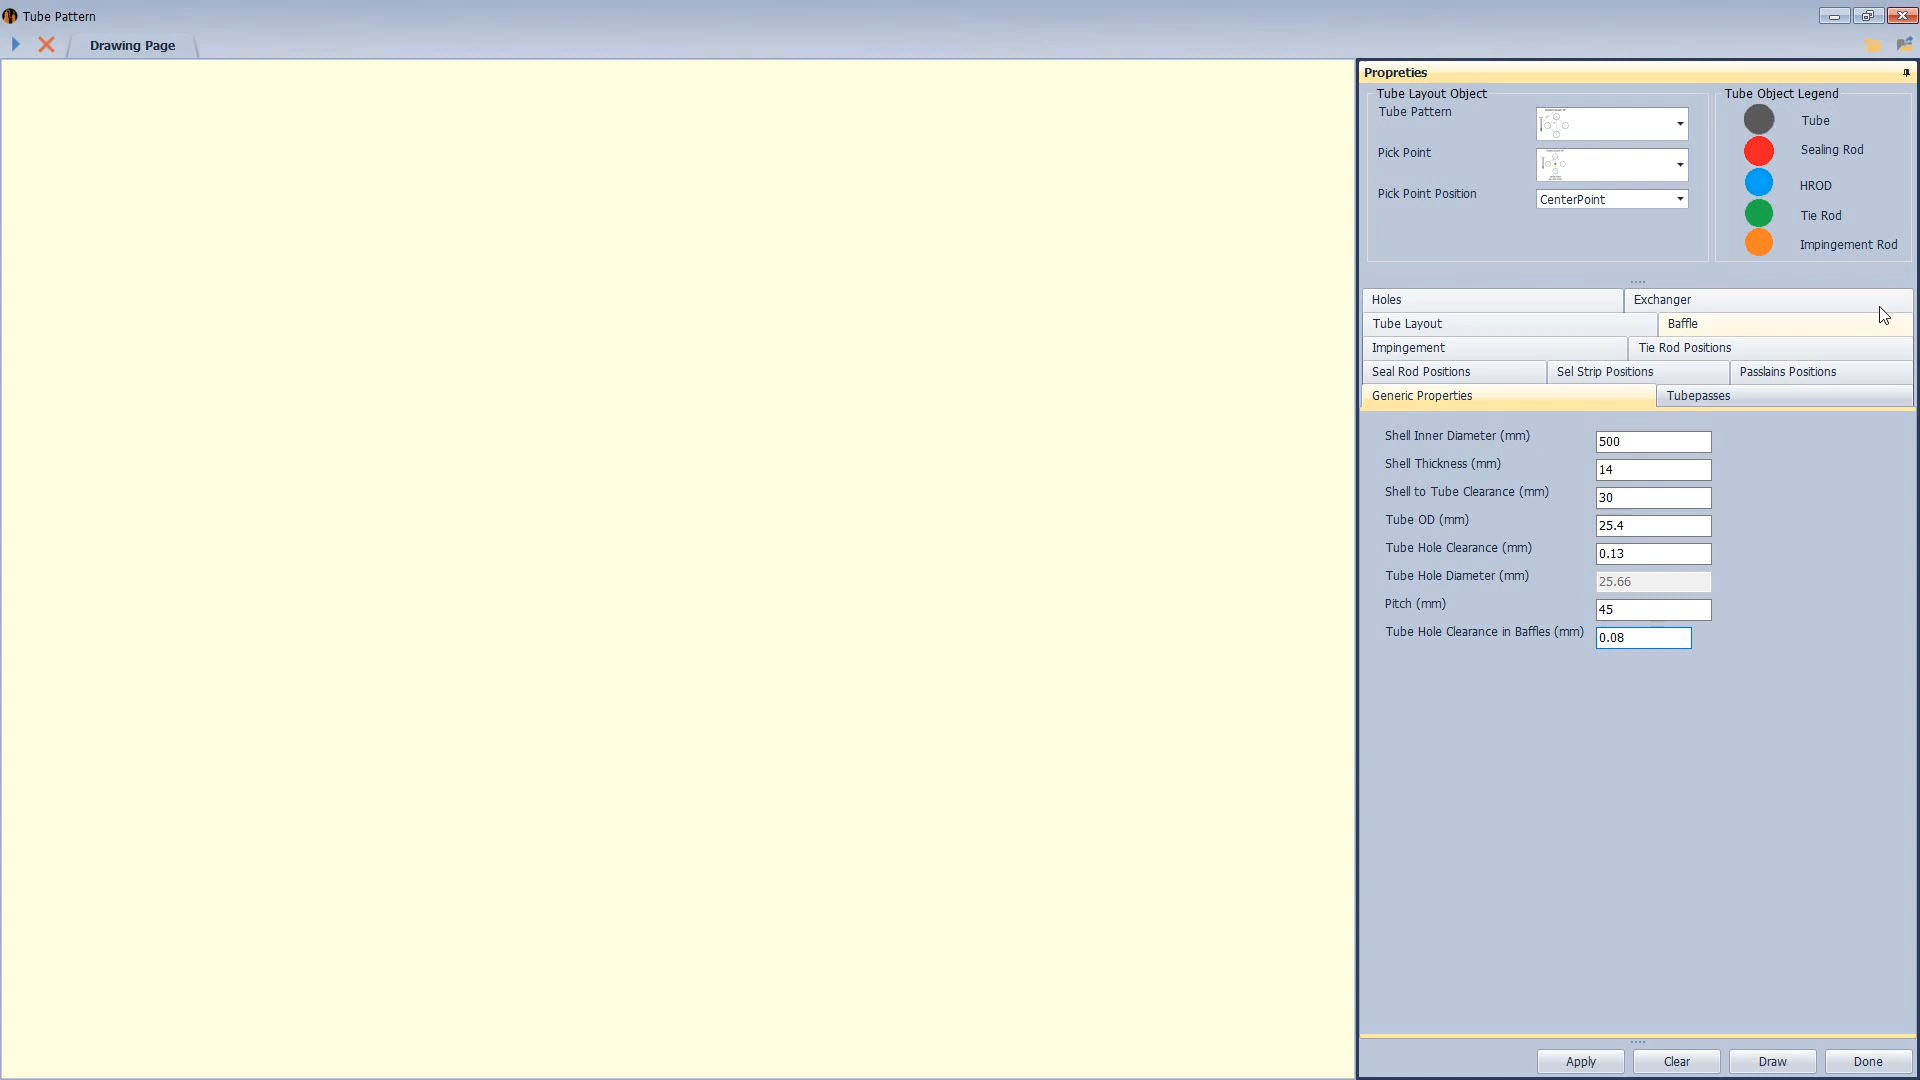 Tube Pattern
Drawing Page
Propreties
Tube Layout Object
Tube Pattern
Pick Point
Pick Point Position
CenterPoint
Tube Object Legend
Tube
Sealing Rod
HROD
Tie Rod
Impingement Rod
Holes
Exchanger
Tube Layout
Baffle
Impingement
Tie Rod Positions
Seal Rod Positions
Sel Strip Positions
Passlains Positions
Generic Properties
Tubepasses
Shell Inner Diameter (mm)
500
Shell Thickness (mm)
14
Shell to Tube Clearance (mm)
30
Tube OD (mm)
25.4
Tube Hole Clearance (mm)
0.13
Tube Hole Diameter (mm)
25.66
Pitch (mm)
45
Tube Hole Clearance in Baffles (mm)
0.08
Apply
Clear
Draw
Done